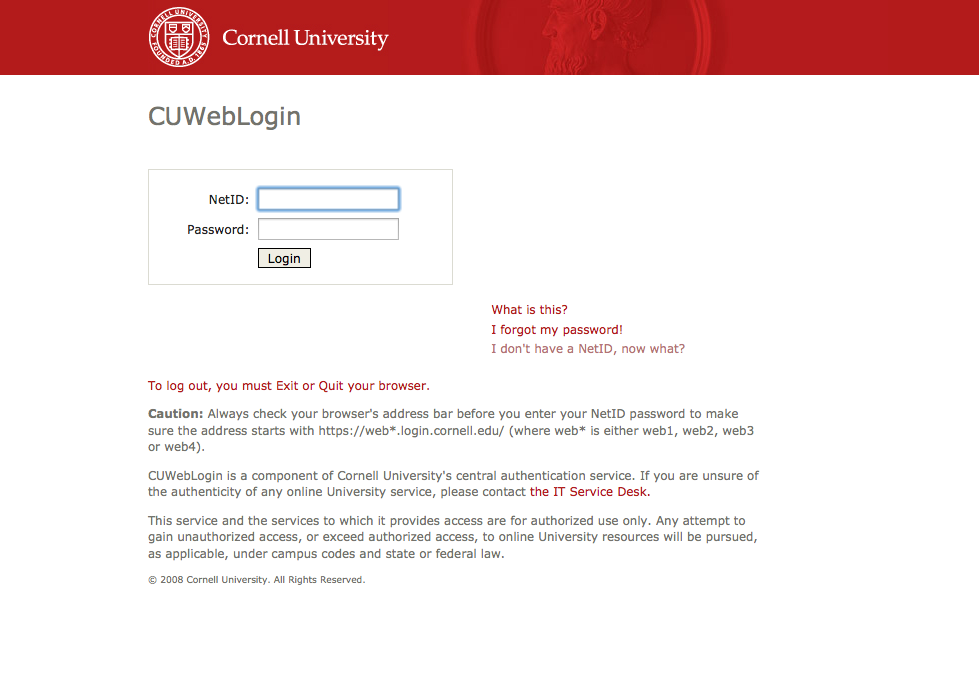 CORNELL UNIVERSITY
FOUNDED A.D. 1865
Cornell University
CUWebLogin
NetID:
Password:
Login
What is this?
I forgot my password!
I don't have a NetID, now what?
To log out, you must Exit or Quit your browser.
Caution: Always check your browser's address bar before you enter your NetID password to make
sure the address starts with https://web*.login.cornell.edu/ (where web* is either web1, web2, web3
or web4).
CUWebLogin is a component of Cornell University's central authentication service. If you are unsure of
the authenticity of any online University service, please contact the IT Service Desk.
This service and the services to which it provides access are for authorized use only. Any attempt to
gain unauthorized access, or exceed authorized access, to online University resources will be pursued,
as applicable, under campus codes and state or federal law.
© 2008 Cornell University. All Rights Reserved.